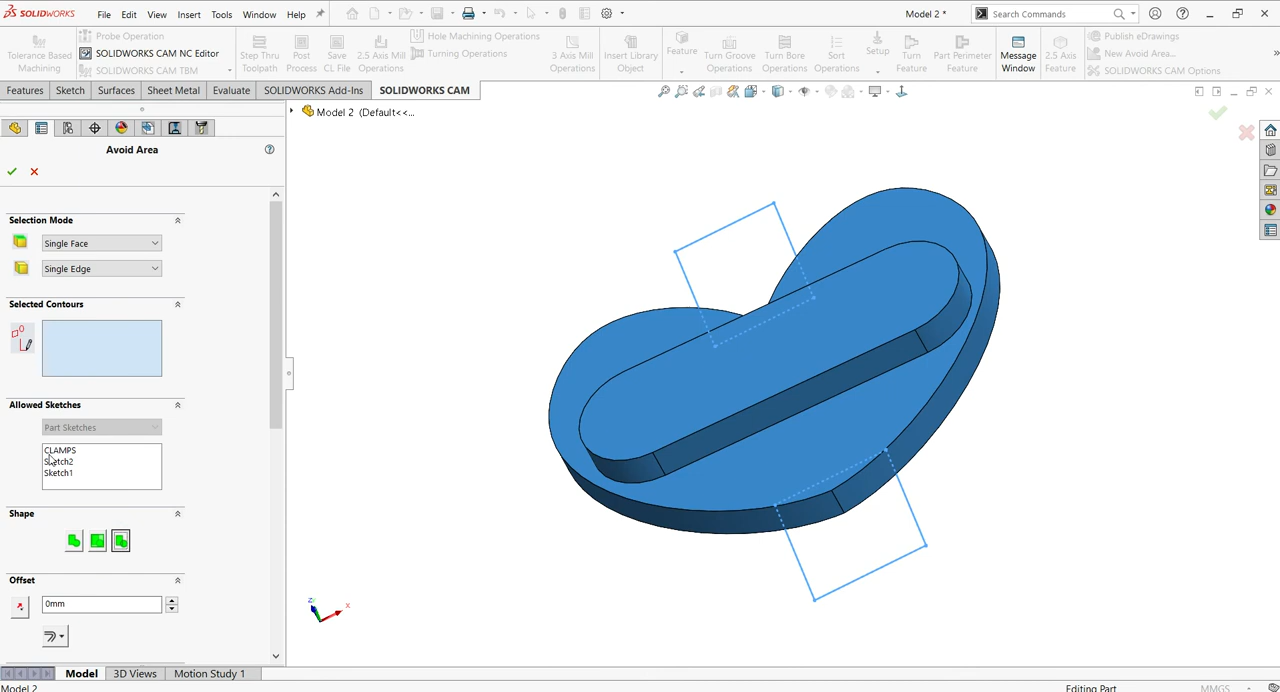 SOLIDWORKS File Edit View Insert Tools Window Help Model 2 * Search Commands
Tolerance Based Machining
Probe Operation
SOLIDWORKS CAM NC Editor
SOLIDWORKS CAM TBM
Step Thru Toolpath
Post Process
Save CL File
2.5 Axis Mill Operations
Hole Machining Operations
Turning Operations
3 Axis Mill Operations
Insert Library Object
Feature
Turn Groove Operations
Turn Bore Operations
Sort Operations
Setup
Turn Feature
Part Perimeter Feature
Message Window
2.5 Axis Feature
Publish eDrawings
New Avoid Area...
SOLIDWORKS CAM Options
Features Sketch Surfaces Sheet Metal Evaluate SOLIDWORKS Add-Ins SOLIDWORKS CAM
Model 2 (Default<<...
Avoid Area
Selection Mode
Single Face
Single Edge
Selected Contours
Allowed Sketches
Part Sketches
CLAMPS
Sketch2
Sketch1
Shape
Offset
0mm
Z X
Model 3D Views Motion Study 1
Model 2 Editing Part MMGS